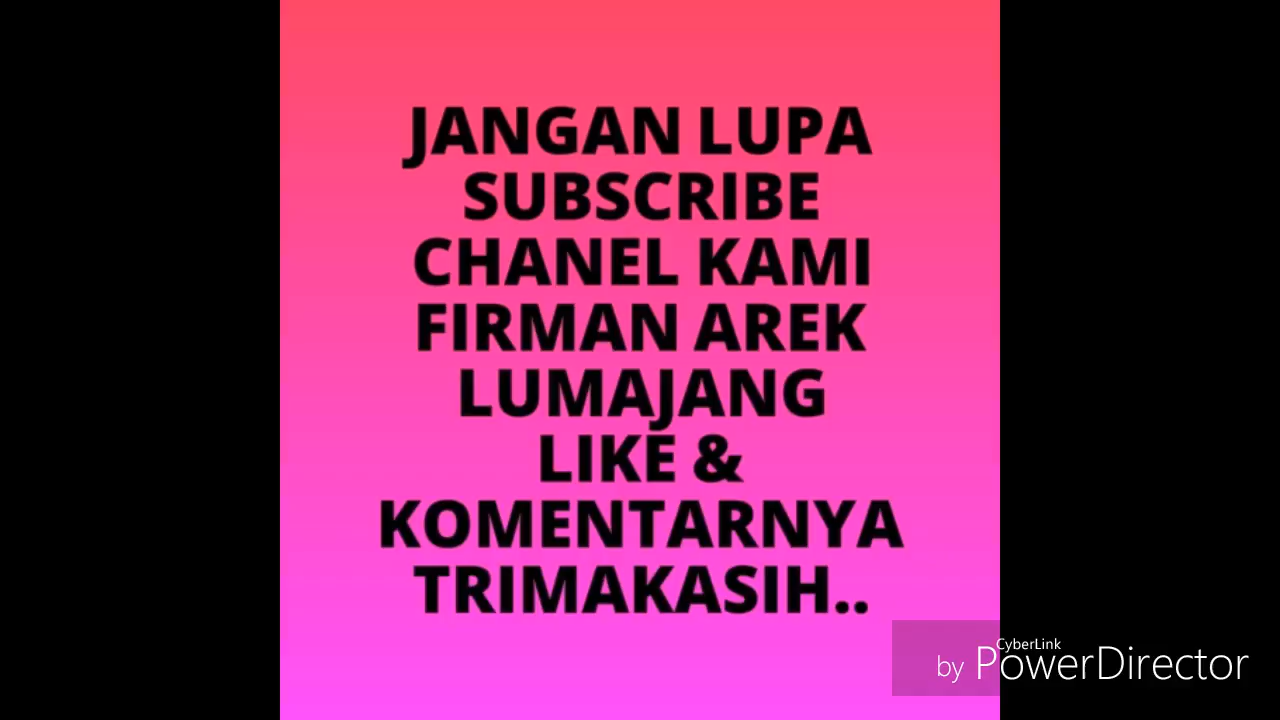 JANGAN LUPA
SUBSCRIBE
CHANEL KAMI
FIRMAN AREK
LUMAJANG
LIKE &
KOMENTARNYA
TRIMAKASIH..
CyberLink
by PowerDirector